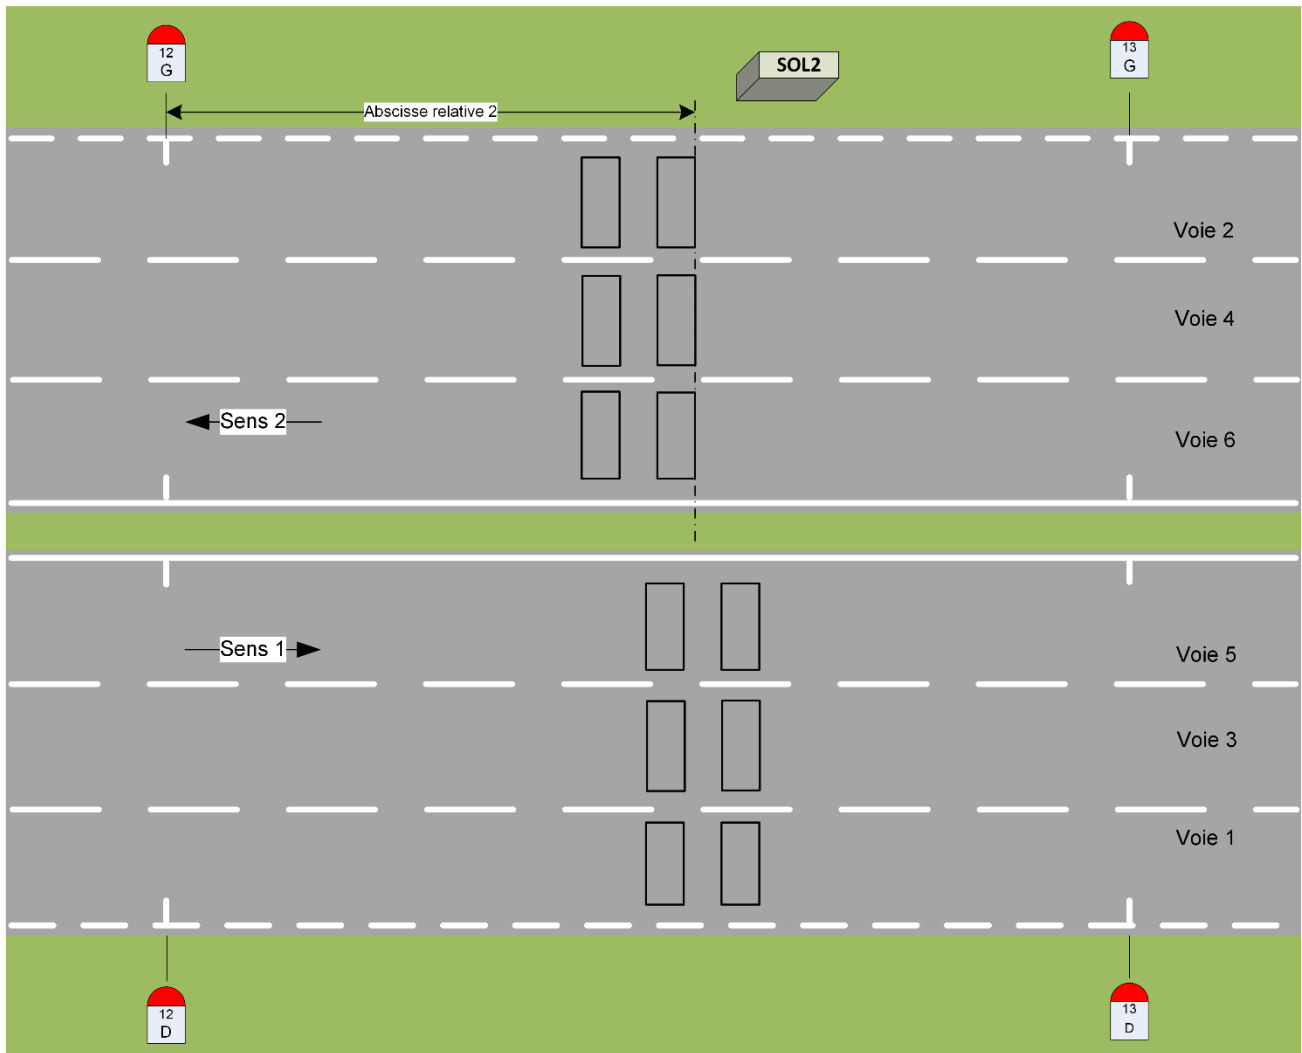 12
G
SOL2
13
G
Abscisse relative 2
Voie 2
Voie 4
Sens 2
Voie 6
Sens 1
Voie 5
Voie 3
Voie 1
12
D
13
D